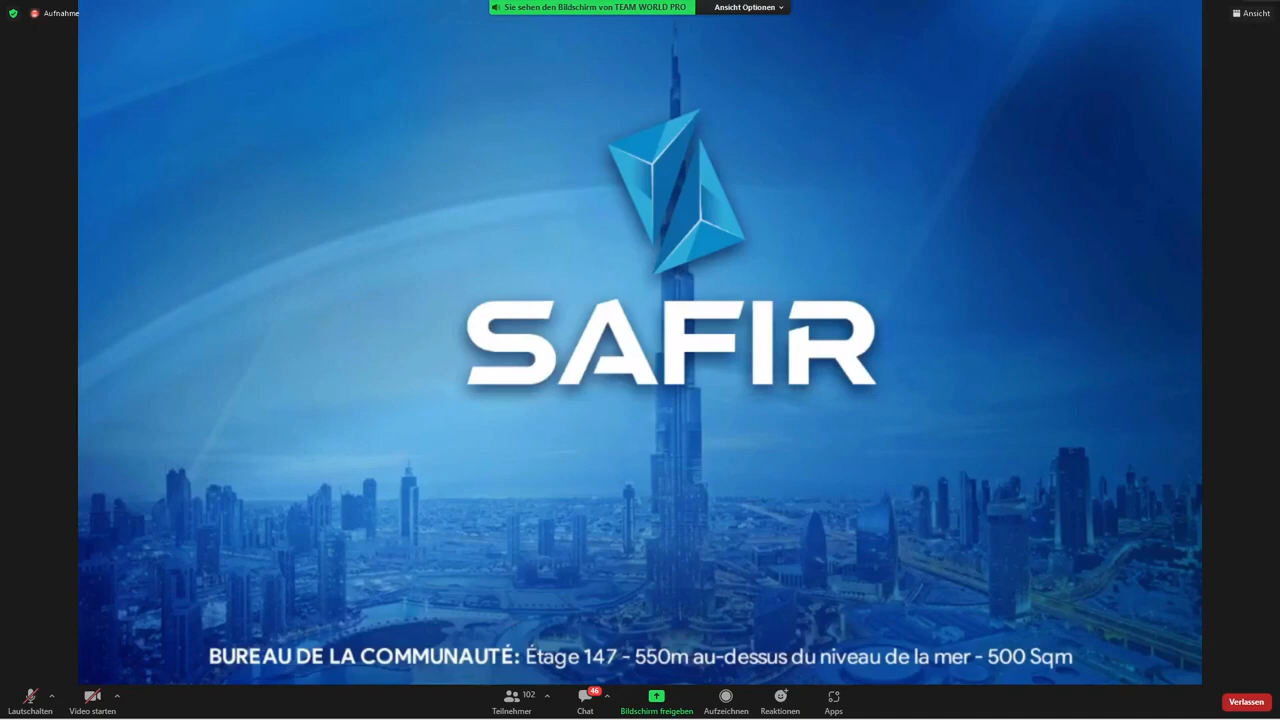 Aufnahme
Sie sehen den Bildschirm von TEAM WORLD PRO
Ansicht Optionen
Ansicht
SAFIR
BUREAU DE LA COMMUNAUTÉ: Étage 147 - 550m au-dessus du niveau de la mer - 500 Sqm
Lautschalten
Video starten
102
Teilnehmer
46
Chat
Bildschirm freigeben
Aufzeichnen
Reaktionen
Apps
Verlassen